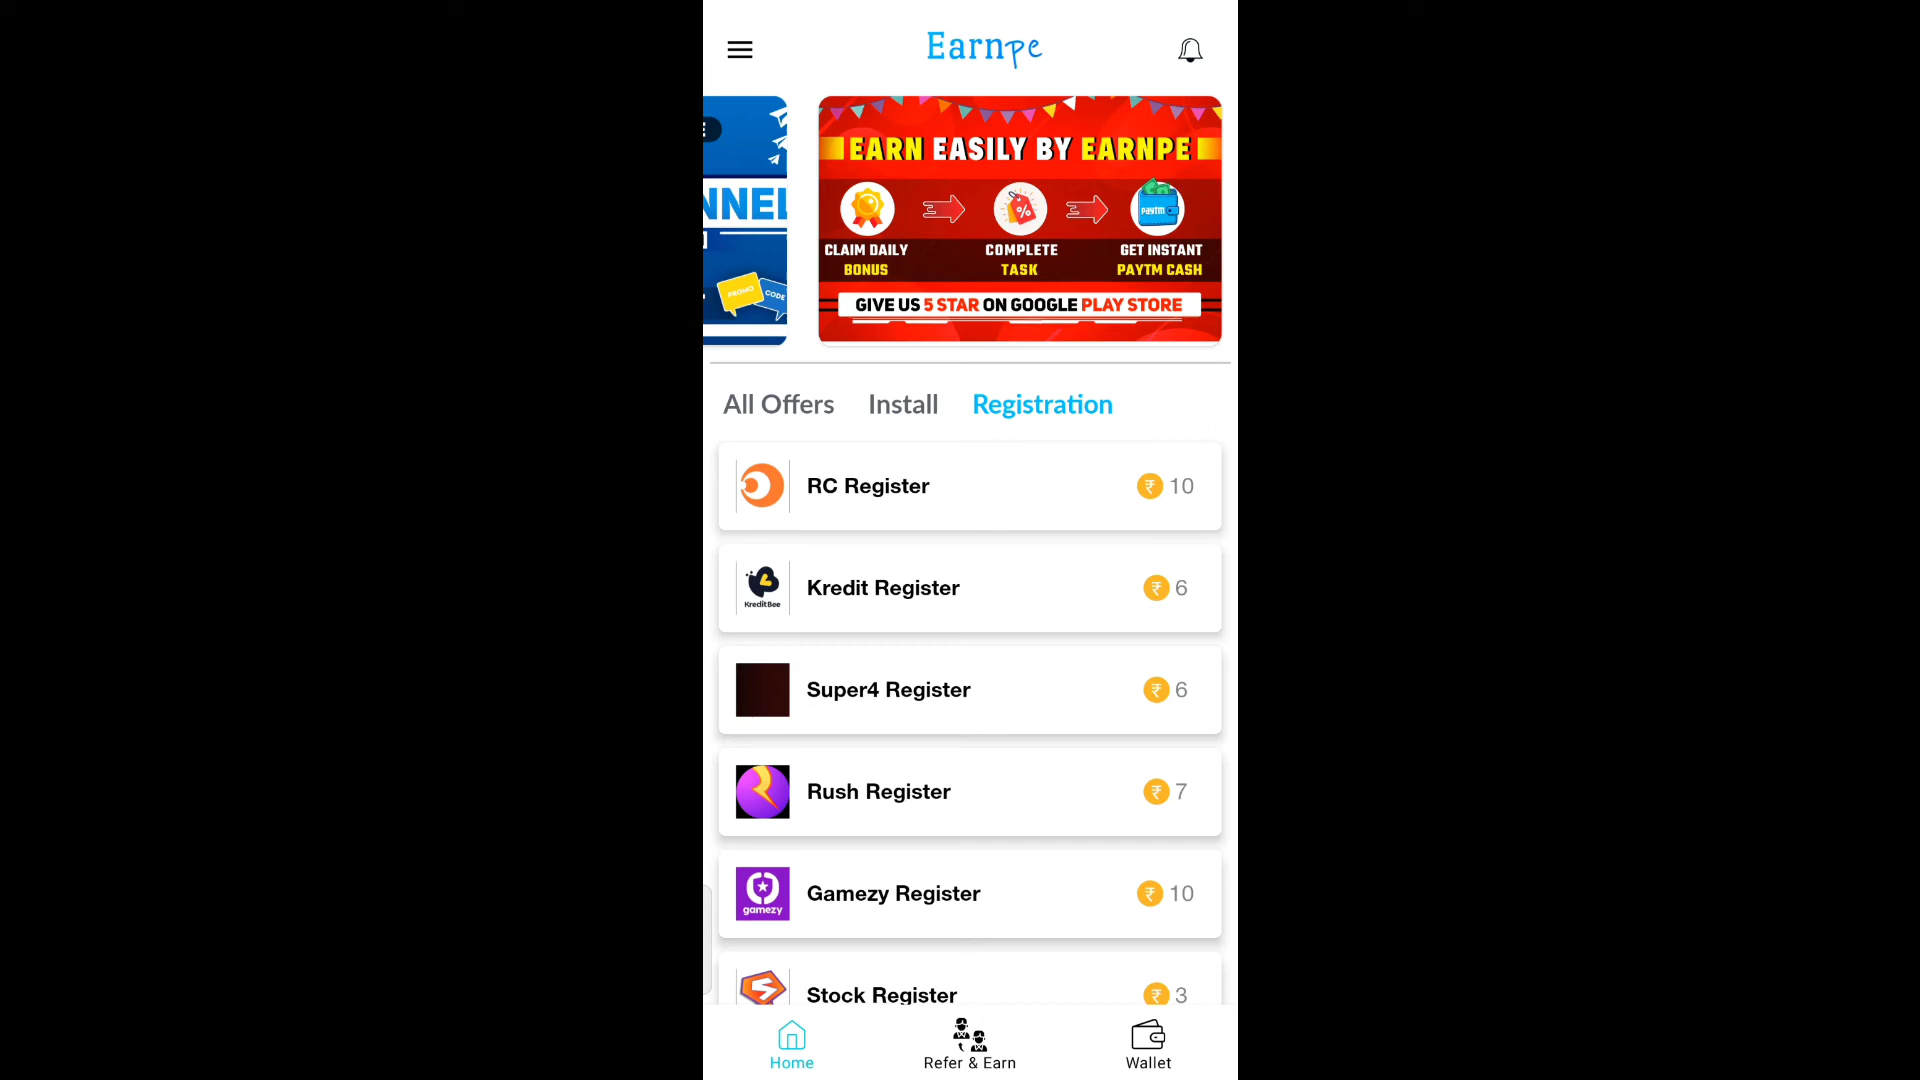 Earnpe
NNEL
PROMO
CODE
EARN EASILY BY EARNPE
paytm
CLAIM DAILY BONUS
COMPLETE TASK
GET INSTANT PAYTM CASH
GIVE US 5 STAR ON GOOGLE PLAY STORE
All Offers Install Registration
RC Register ₹ 10
KreditBee
Kredit Register ₹ 6
Super4 Register ₹ 6
Rush Register ₹ 7
gamezy
Gamezy Register ₹ 10
Stock Register ₹ 3
Home Refer & Earn Wallet